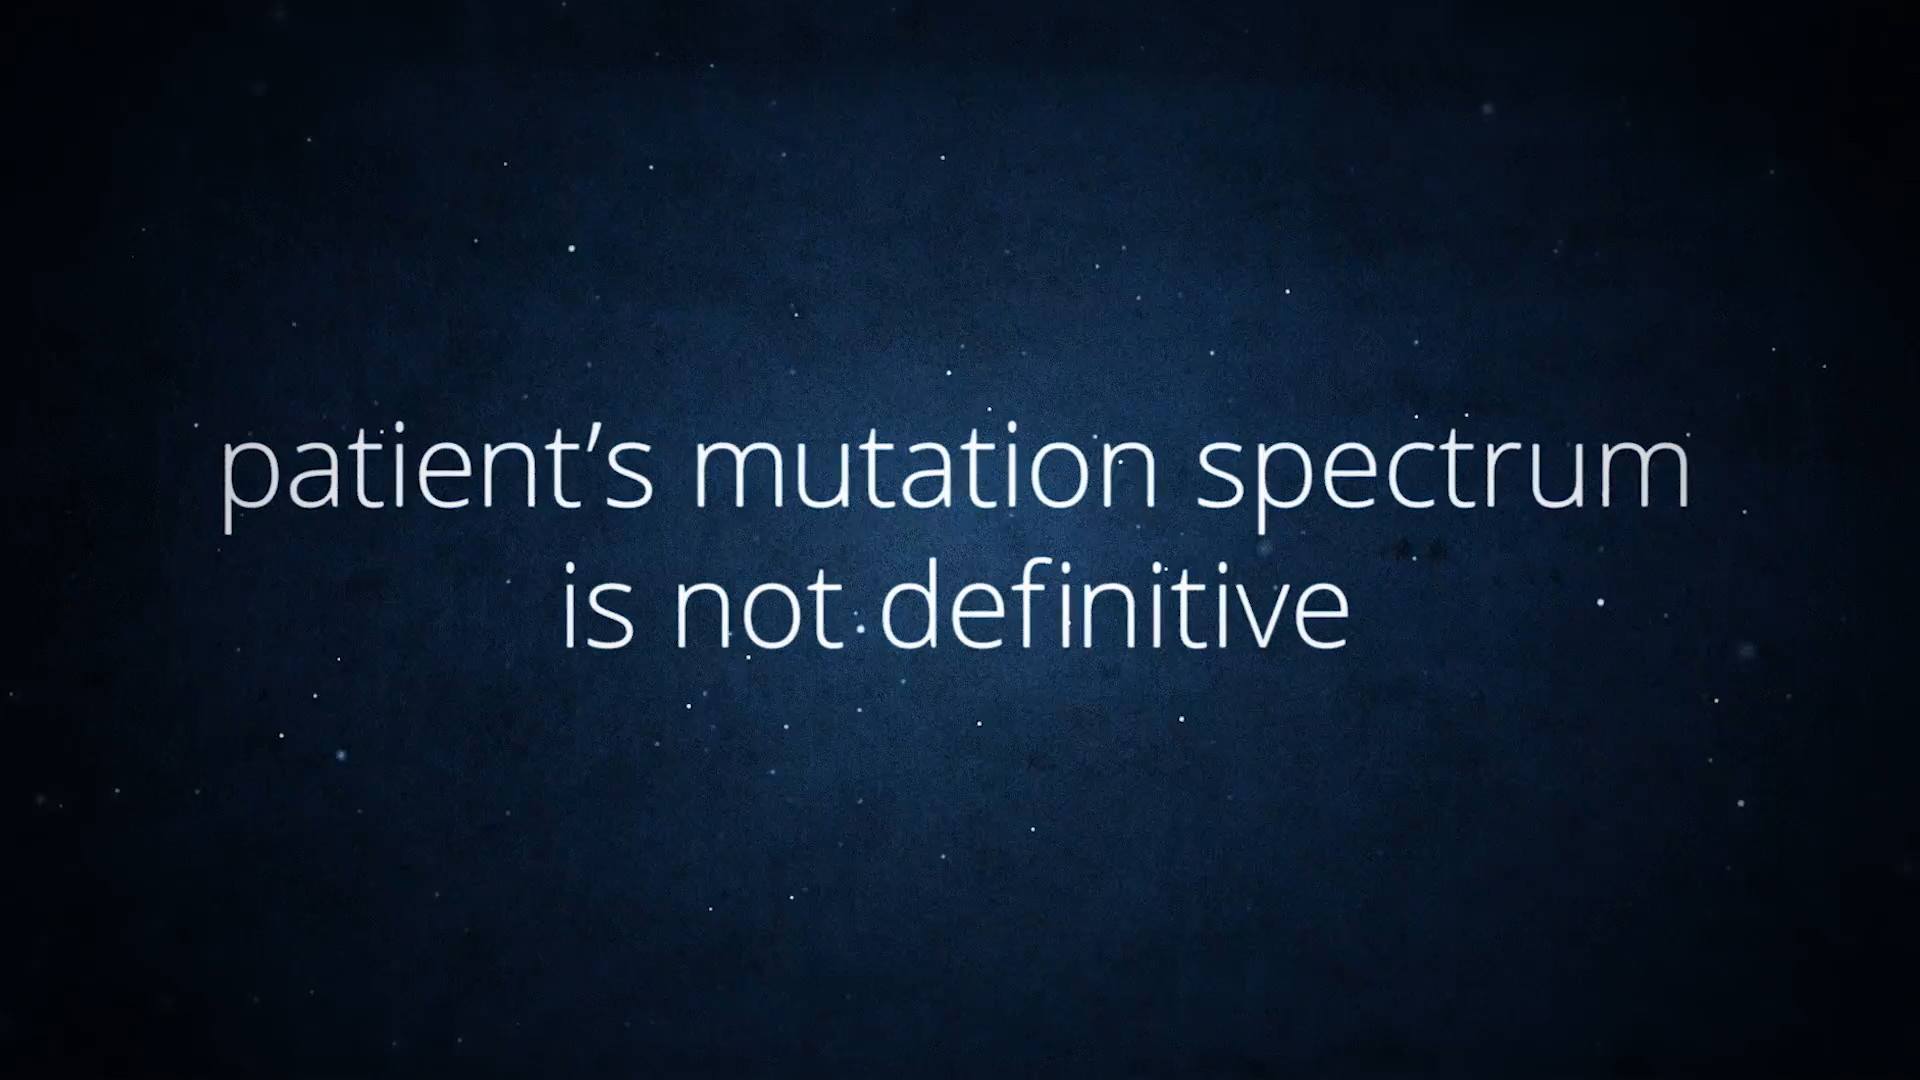 patient’s mutation spectrum
is not definitive